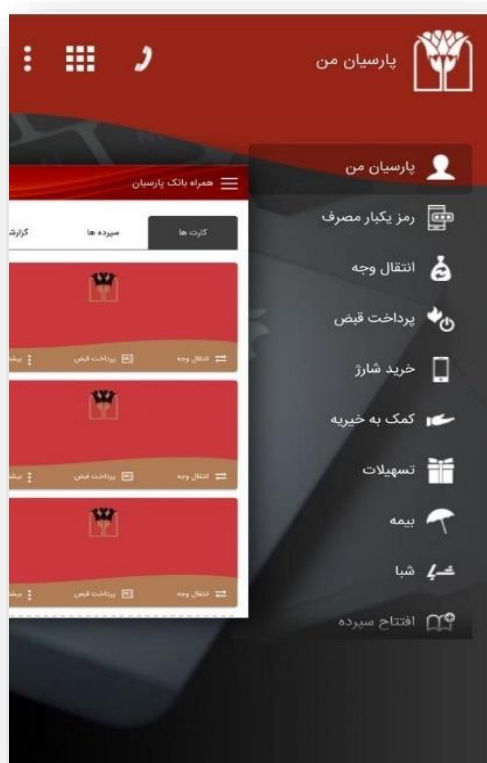 پارسیان من
پارسیان من
رمز یکبار مصرف
انتقال وجه
پرداخت قبض
خرید شارژ
کمک به خیریه
تسهیلات
بیمه
شبا
افتتاح سپرده
همراه بانک پارسیان
کارت ها
سپرده ها
انتقال وجه
پرداخت قبض
انتقال وجه
پرداخت قبض
انتقال وجه
پرداخت قبض